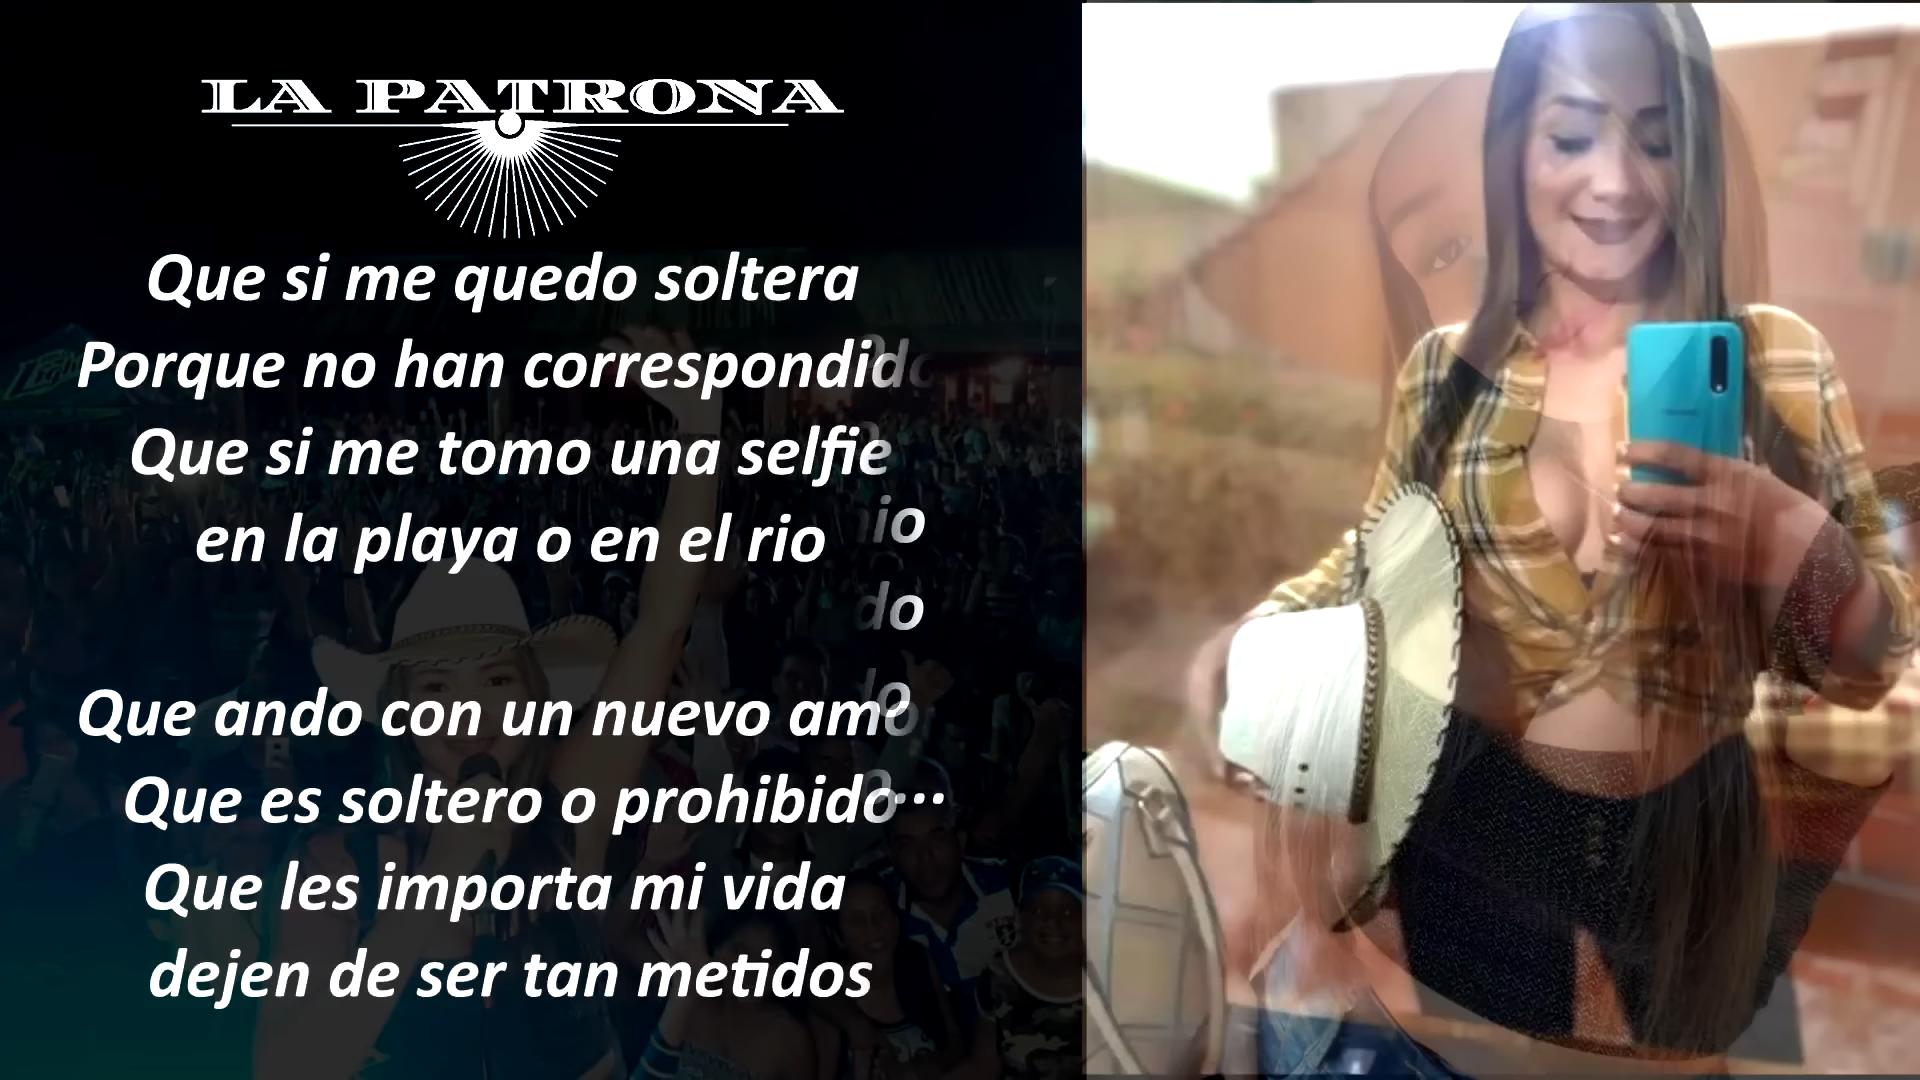 LA PATRONA
Que si me quedo soltera
Porque no han correspondido
Que si me tomo una selfie
en la playa o en el rio
Que ando con un nuevo amo
Que es soltero o prohibido...
Que les importa mi vida
dejen de ser tan metidos